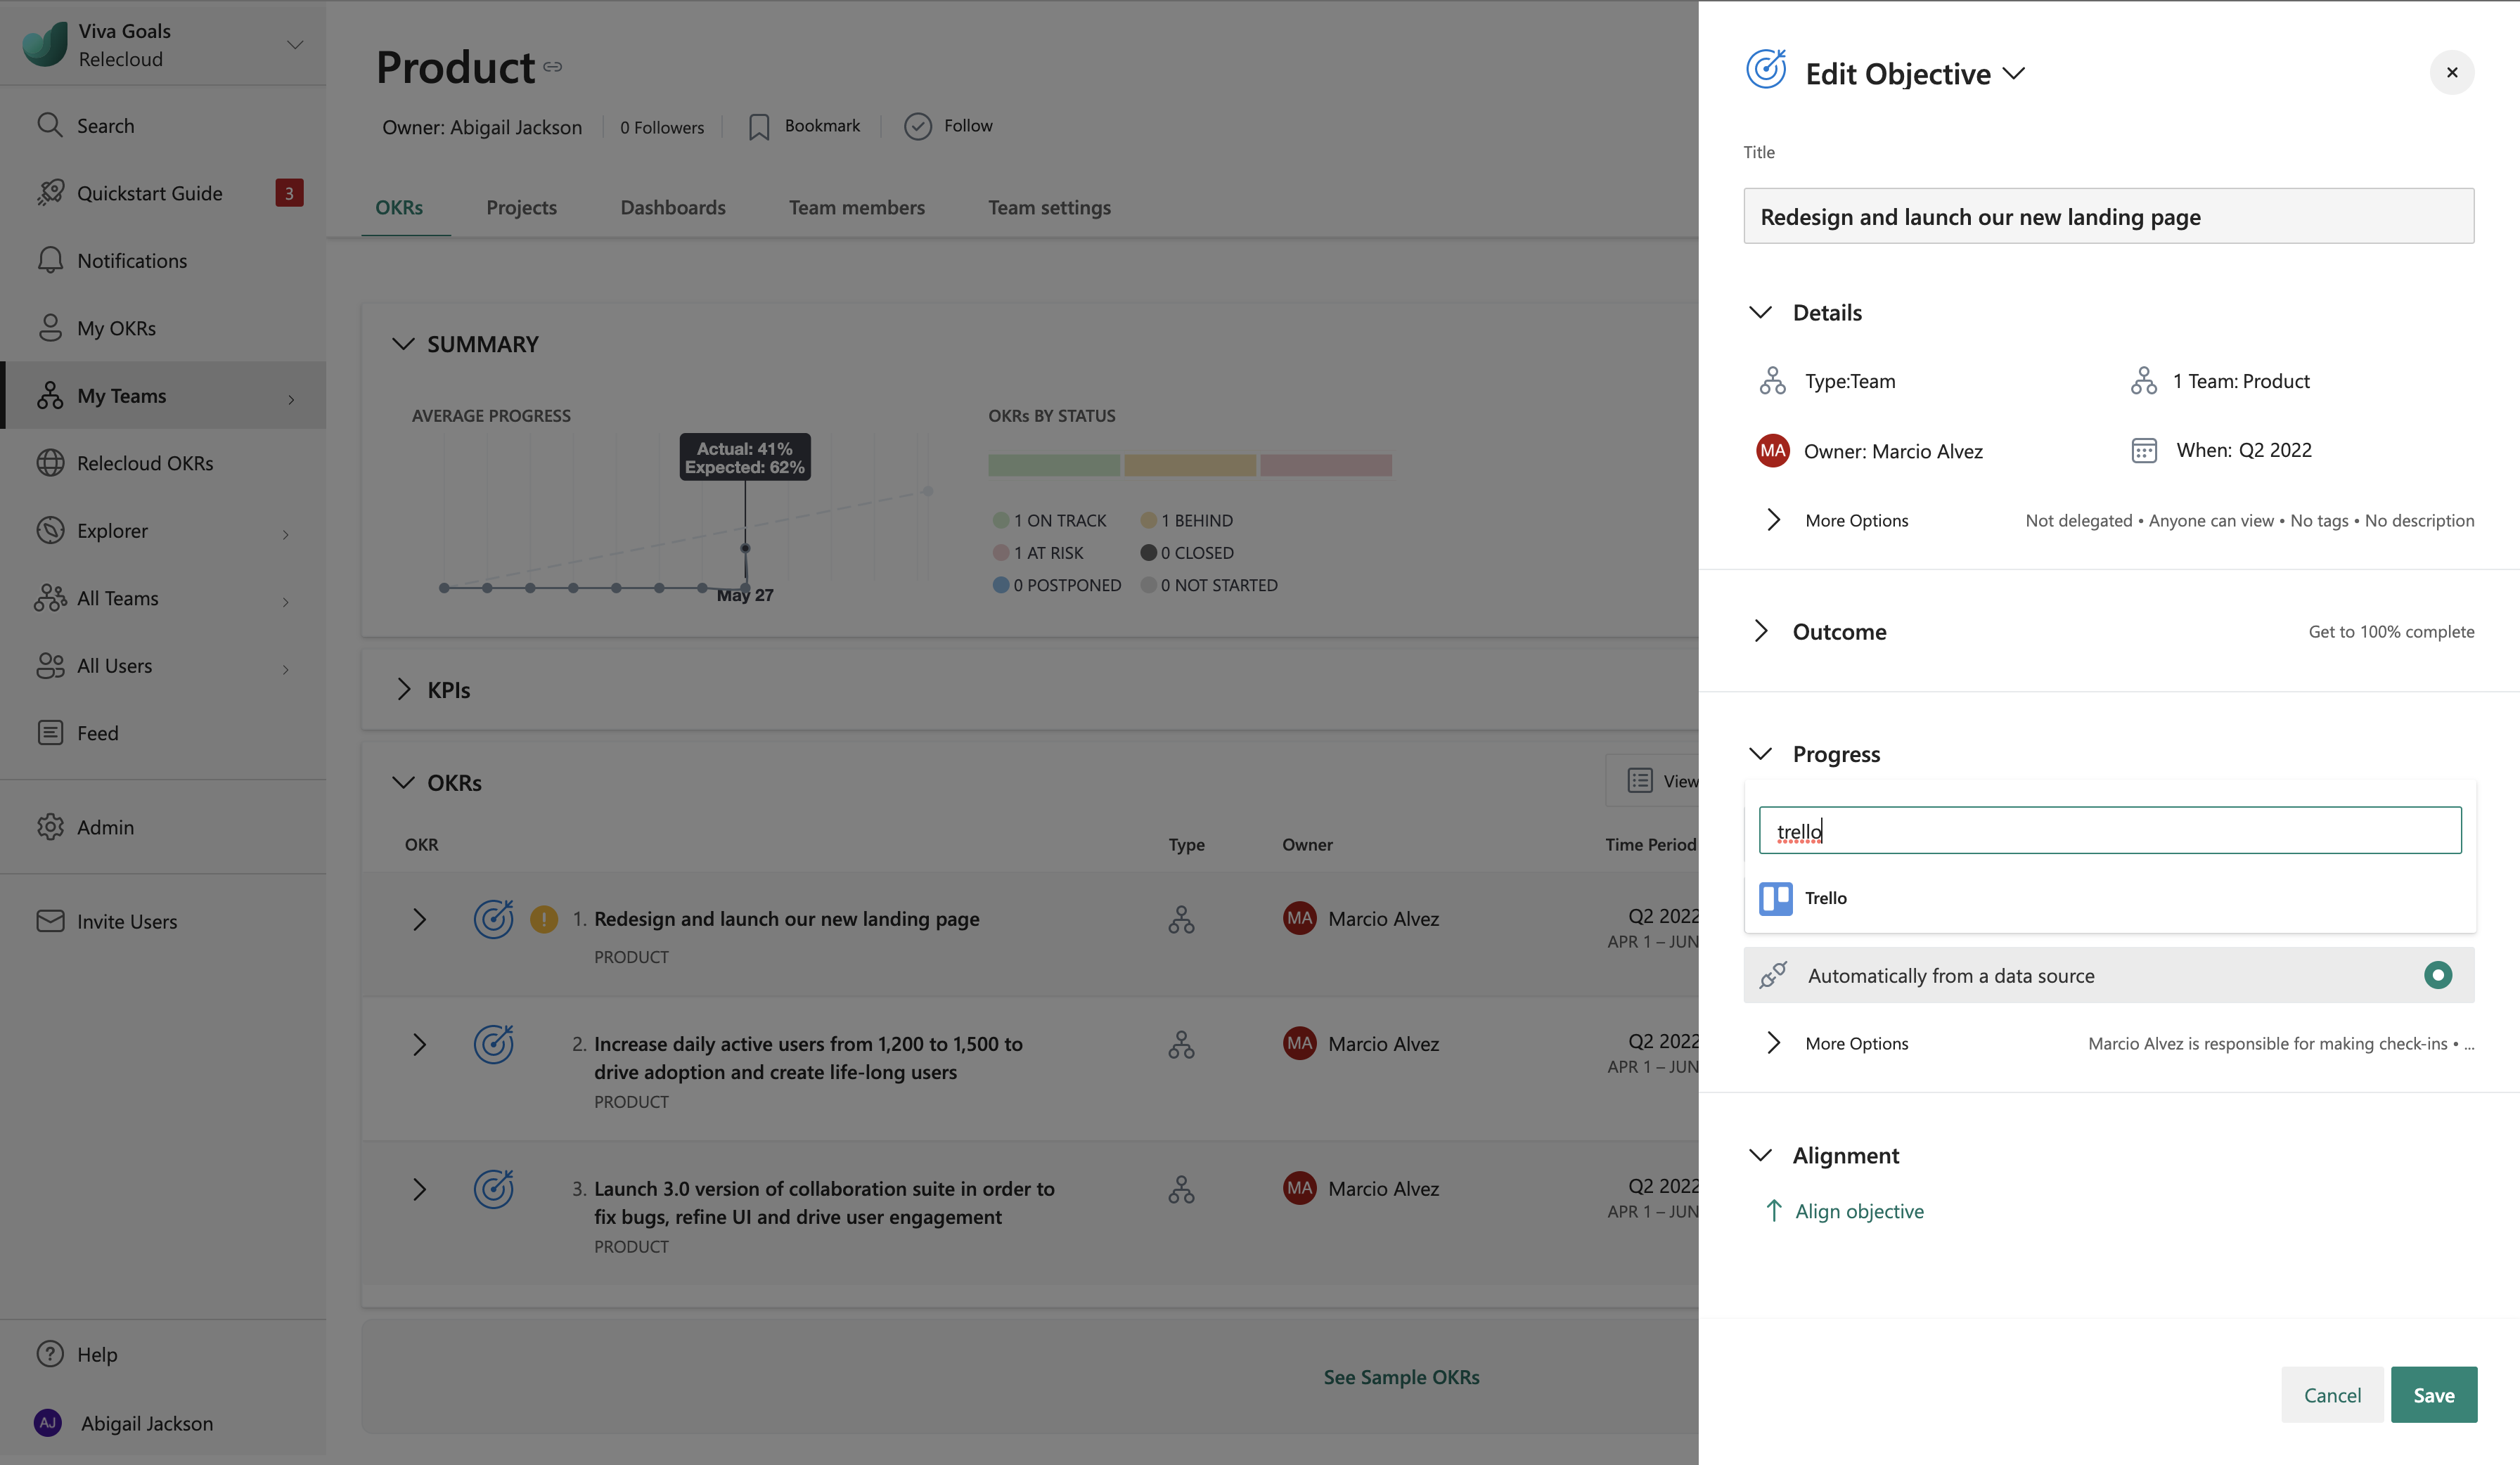 Viva Goals
Relecloud
Search
Quickstart Guide
3
Notifications
My OKRs
My Teams
Relecloud OKRs
Explorer
All Teams
All Users
Feed
Admin
Invite Users
Help
AJ Abigail Jackson
Product
Owner: Abigail Jackson
0 Followers
Bookmark
Follow
OKRs
Projects
Dashboards
Team members
Team settings
SUMMARY
AVERAGE PROGRESS
Actual: 41%
Expected: 62%
May 27
OKRs BY STATUS
1 ON TRACK
1 BEHIND
1 AT RISK
0 CLOSED
0 POSTPONED
0 NOT STARTED
KPIs
OKRs
View
OKR
Type
Owner
Time Period
1. Redesign and launch our new landing page
PRODUCT
MA Marcio Alvez
Q2 2022
APR 1 – JUN
2. Increase daily active users from 1,200 to 1,500 to
drive adoption and create life-long users
PRODUCT
MA Marcio Alvez
Q2 2022
APR 1 – JUN
3. Launch 3.0 version of collaboration suite in order to
fix bugs, refine UI and drive user engagement
PRODUCT
MA Marcio Alvez
Q2 2022
APR 1 – JUN
See Sample OKRs
Edit Objective
Title
Redesign and launch our new landing page
Details
Type:Team
1 Team: Product
MA Owner: Marcio Alvez
When: Q2 2022
More Options
Not delegated • Anyone can view • No tags • No description
Outcome
Get to 100% complete
Progress
trello
Trello
Automatically from a data source
More Options
Marcio Alvez is responsible for making check-ins • ...
Alignment
Align objective
Cancel
Save